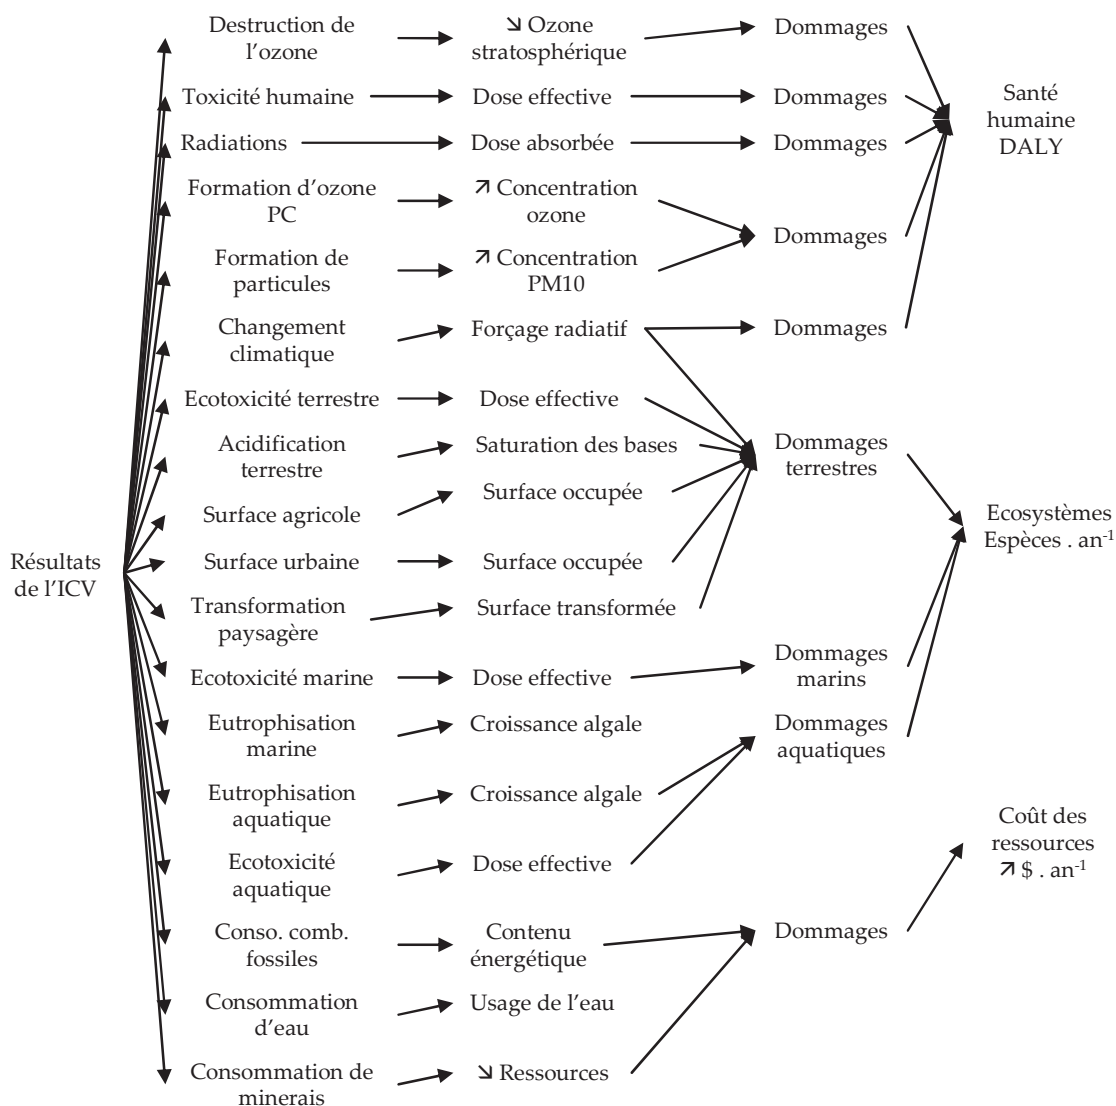 Destruction de
l'ozone
↘ Ozone
stratosphérique
Dommages
Toxicité humaine
Dose effective
Dommages
Santé
humaine
DALY
Radiations
Dose absorbée
Dommages
Formation d'ozone
PC
↗ Concentration
ozone
Dommages
Formation de
particules
↗ Concentration
PM10
Changement
climatique
Forçage radiatif
Dommages
Ecotoxicité terrestre
Dose effective
Acidification
terrestre
Saturation des bases
Dommages
terrestres
Surface agricole
Surface occupée
Ecosystèmes
Espèces . an⁻¹
Résultats
de l'ICV
Surface urbaine
Surface occupée
Transformation
paysagère
Surface transformée
Ecotoxicité marine
Dose effective
Dommages
marins
Eutrophisation
marine
Croissance algale
Dommages
aquatiques
Eutrophisation
aquatique
Croissance algale
Coût des
ressources
↗ $ . an⁻¹
Ecotoxicité
aquatique
Dose effective
Conso. comb.
fossiles
Contenu
énergétique
Dommages
Consommation
d'eau
Usage de l'eau
Consommation de
minerais
↘ Ressources